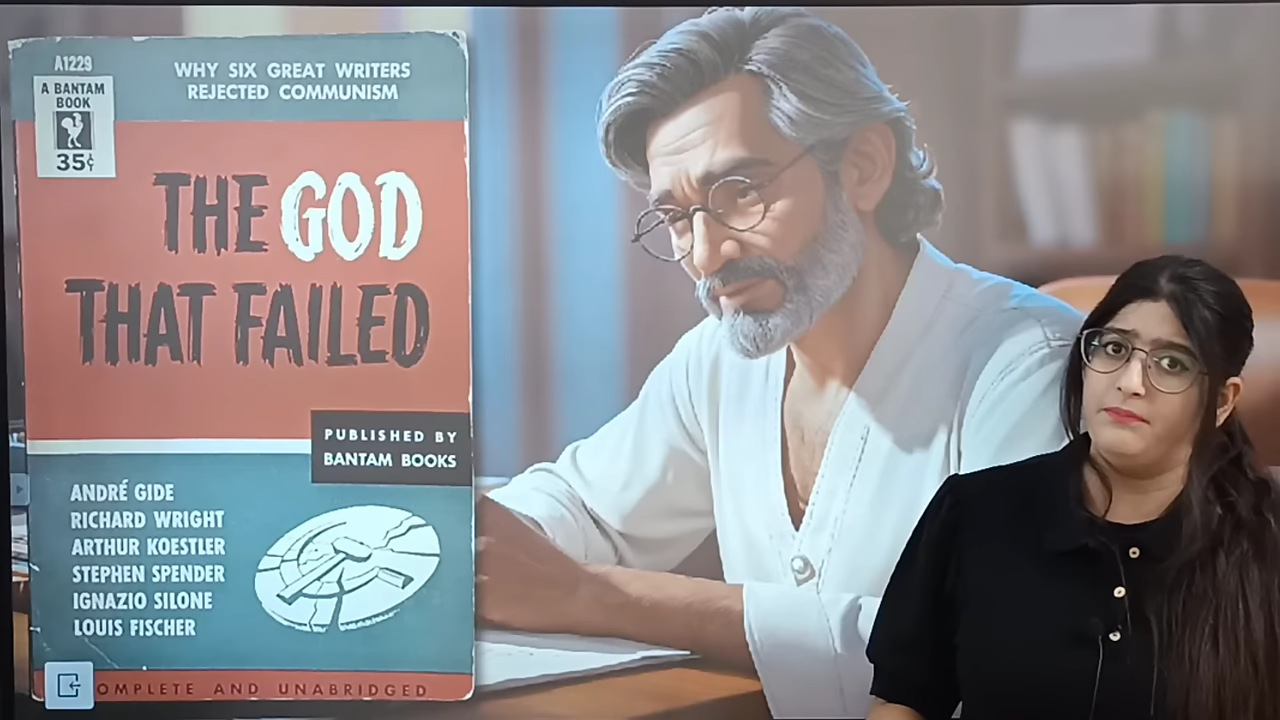 A1229
A BANTAM
BOOK
35¢
WHY SIX GREAT WRITERS
REJECTED COMMUNISM
THE GOD
THAT FAILED
PUBLISHED BY
BANTAM BOOKS
ANDRÉ GIDE
RICHARD WRIGHT
ARTHUR KOESTLER
STEPHEN SPENDER
IGNAZIO SILONE
LOUIS FISCHER
OMPLETE AND UNABRIDGED